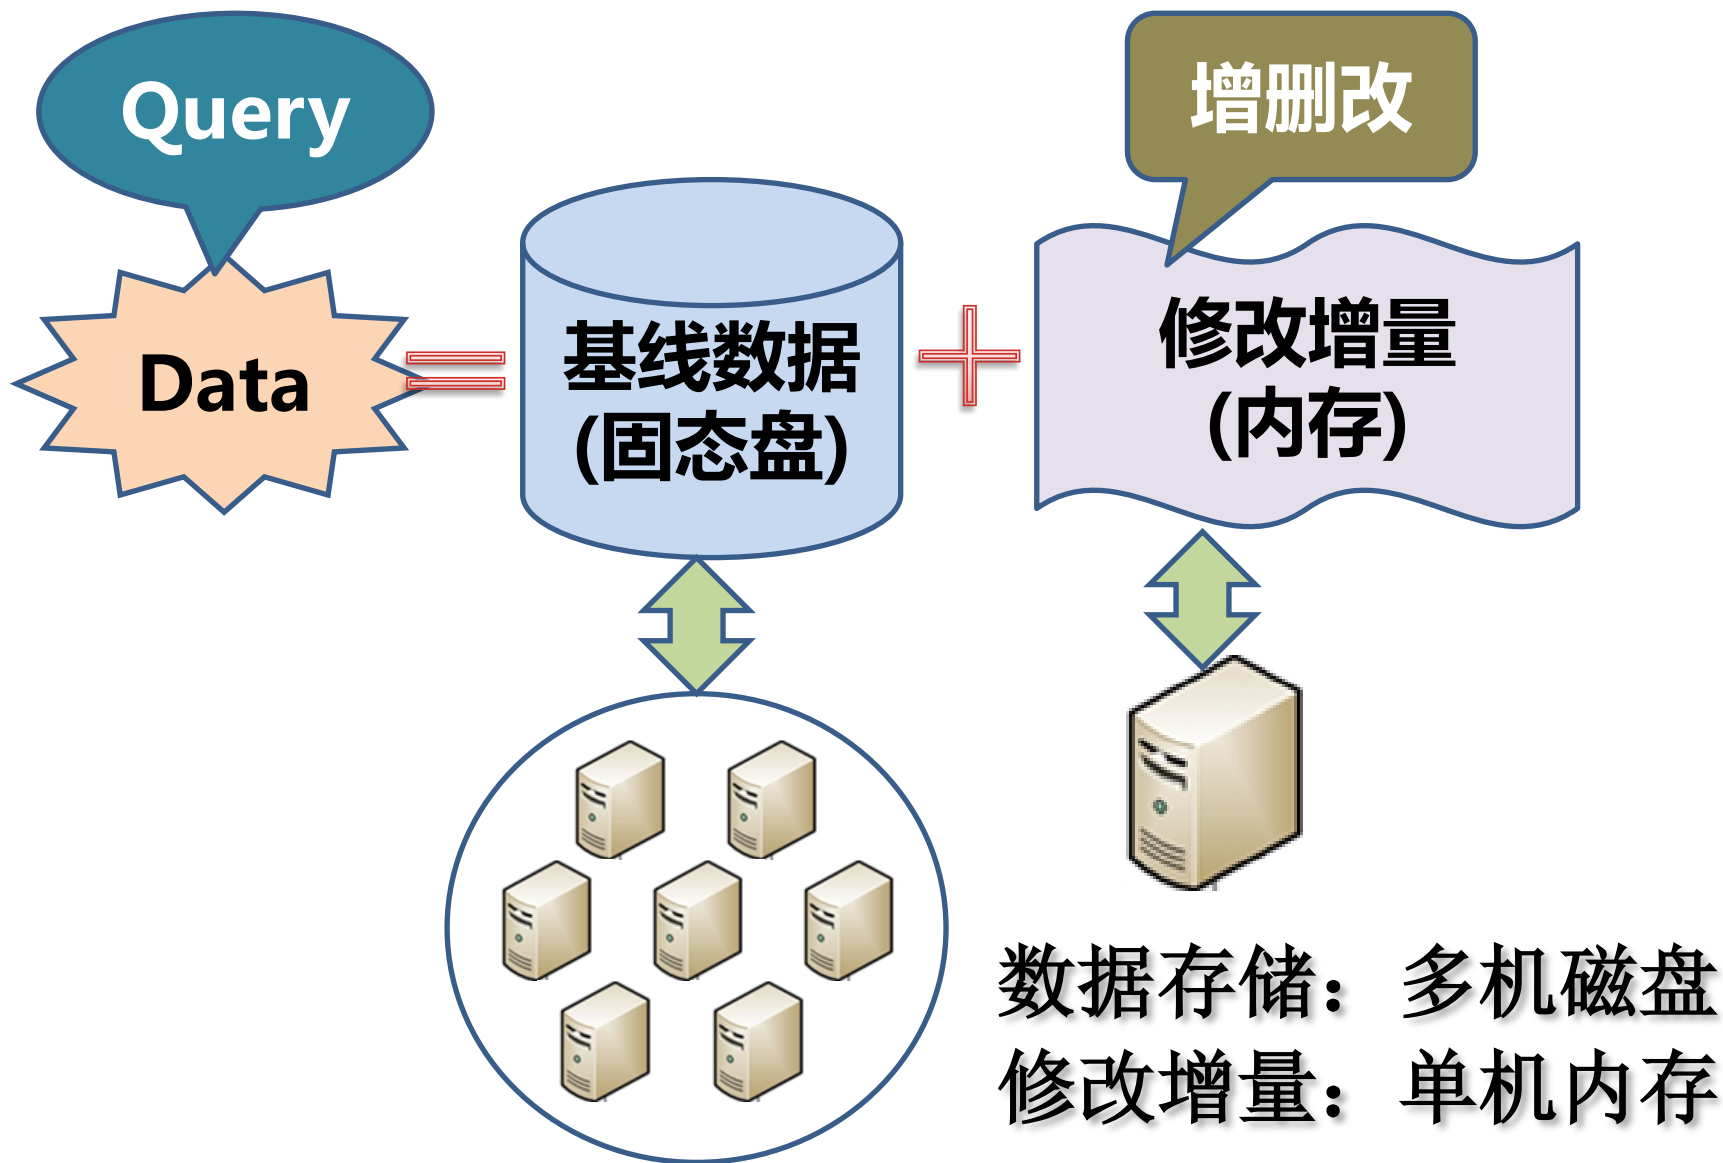 Query
增删改
Data
基线数据
(固态盘)
修改增量
(内存)
数据存储：多机磁盘
修改增量：单机内存